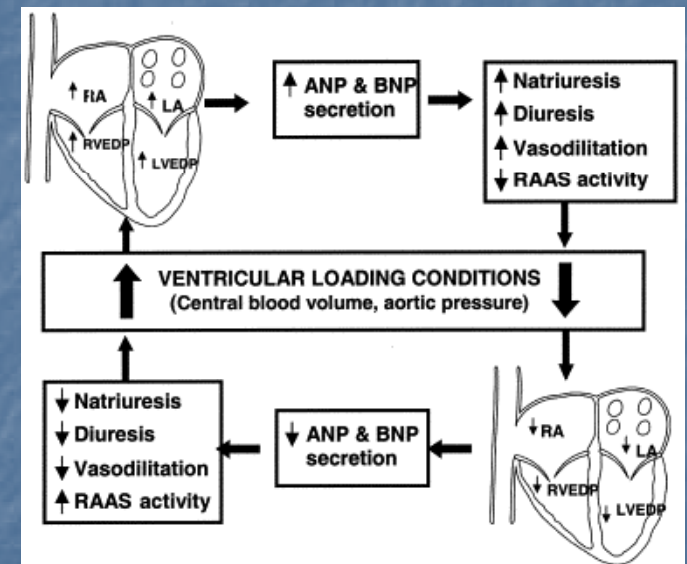 ↑ RA
↑ LA
↑ RVEDP
↑ LVEDP
↑ ANP & BNP
secretion
↑ Natriuresis
↑ Diuresis
↑ Vasodilitation
↓ RAAS activity
VENTRICULAR LOADING CONDITIONS
(Central blood volume, aortic pressure)
↓ Natriuresis
↓ Diuresis
↓ Vasodilitation
↑ RAAS activity
↓ ANP & BNP
secretion
↓ RA
↓ LA
↓ RVEDP
↓ LVEDP